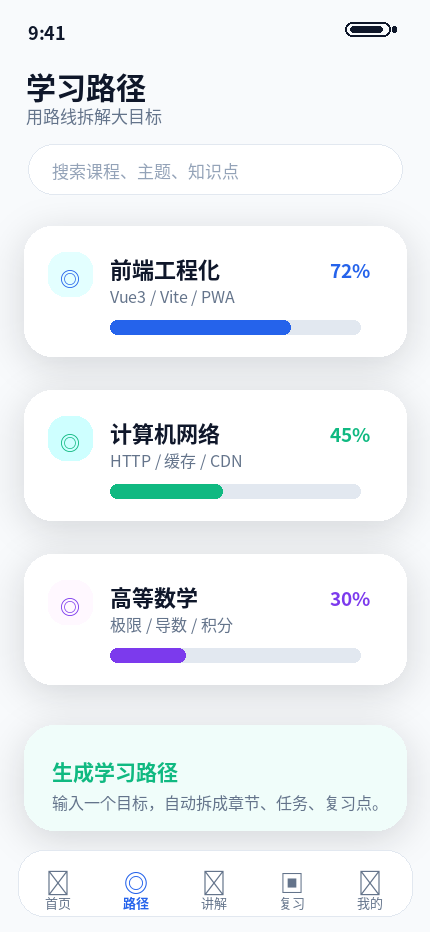 9:41
学习路径
用路线拆解大目标
搜索课程、主题、知识点
前端工程化
72%
Vue3 / Vite / PWA
计算机网络
45%
HTTP / 缓存 / CDN
高等数学
30%
极限 / 导数 / 积分
生成学习路径
输入一个目标，自动拆成章节、任务、复习点。
首页
路径
讲解
复习
我的